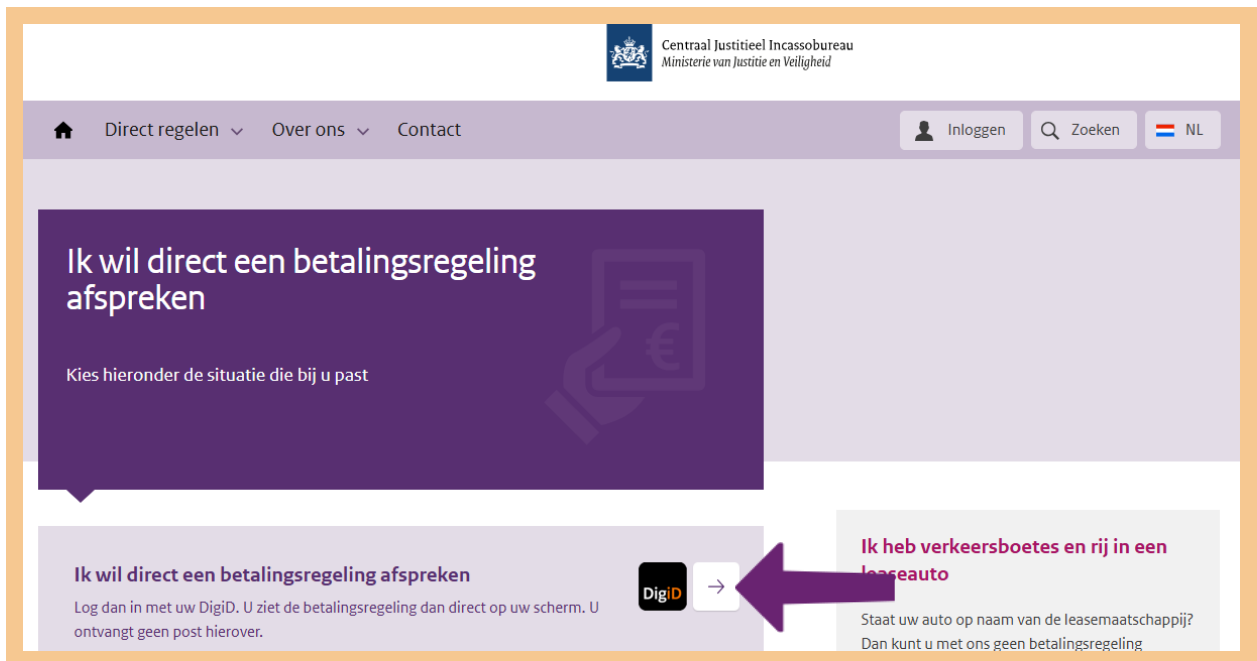 Centraal Justitieel Incassobureau
Ministerie van Justitie en Veiligheid
Direct regelen
Over ons
Contact
Inloggen
Zoeken
NL
Ik wil direct een betalingsregeling
afspreken
€
Kies hieronder de situatie die bij u past
Ik wil direct een betalingsregeling afspreken
Log dan in met uw DigiD. U ziet de betalingsregeling dan direct op uw scherm. U
ontvangt geen post hierover.
DigiD
Ik heb verkeersboetes en rij in een
leaseauto
Staat uw auto op naam van de leasemaatschappij?
Dan kunt u met ons geen betalingsregeling